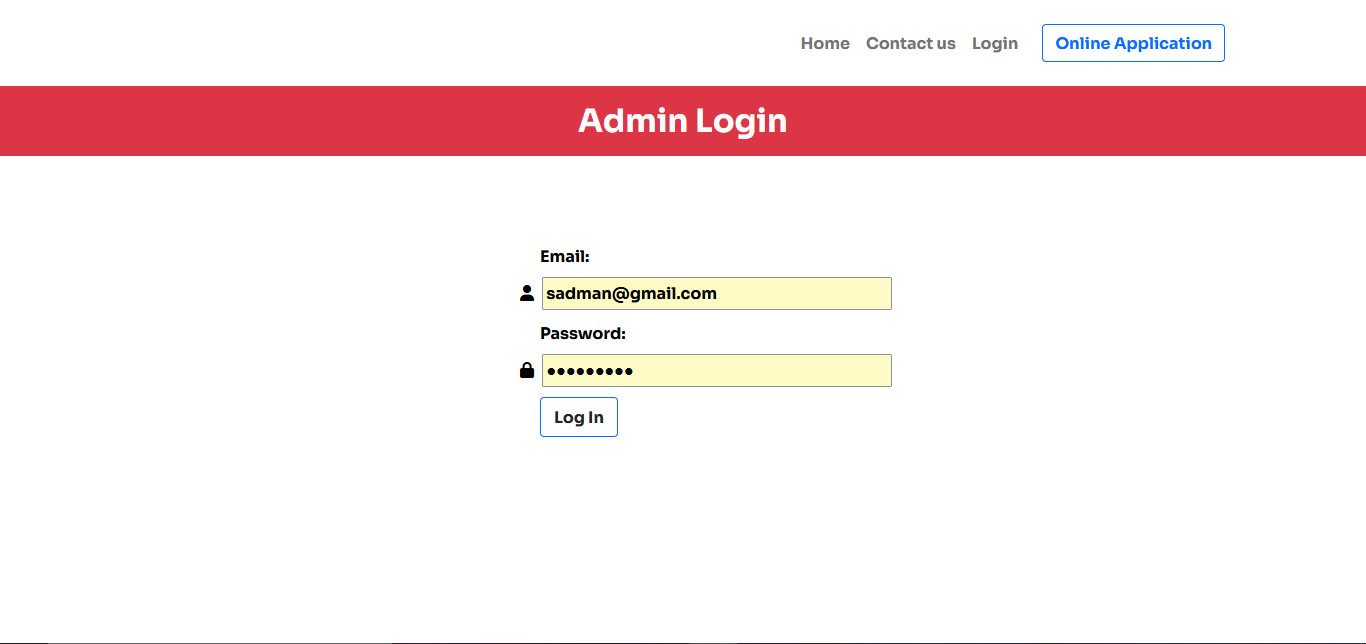 Home Contact us Login Online Application
Admin Login
Email:
sadman@gmail.com
Password:
•••••••••
Log In